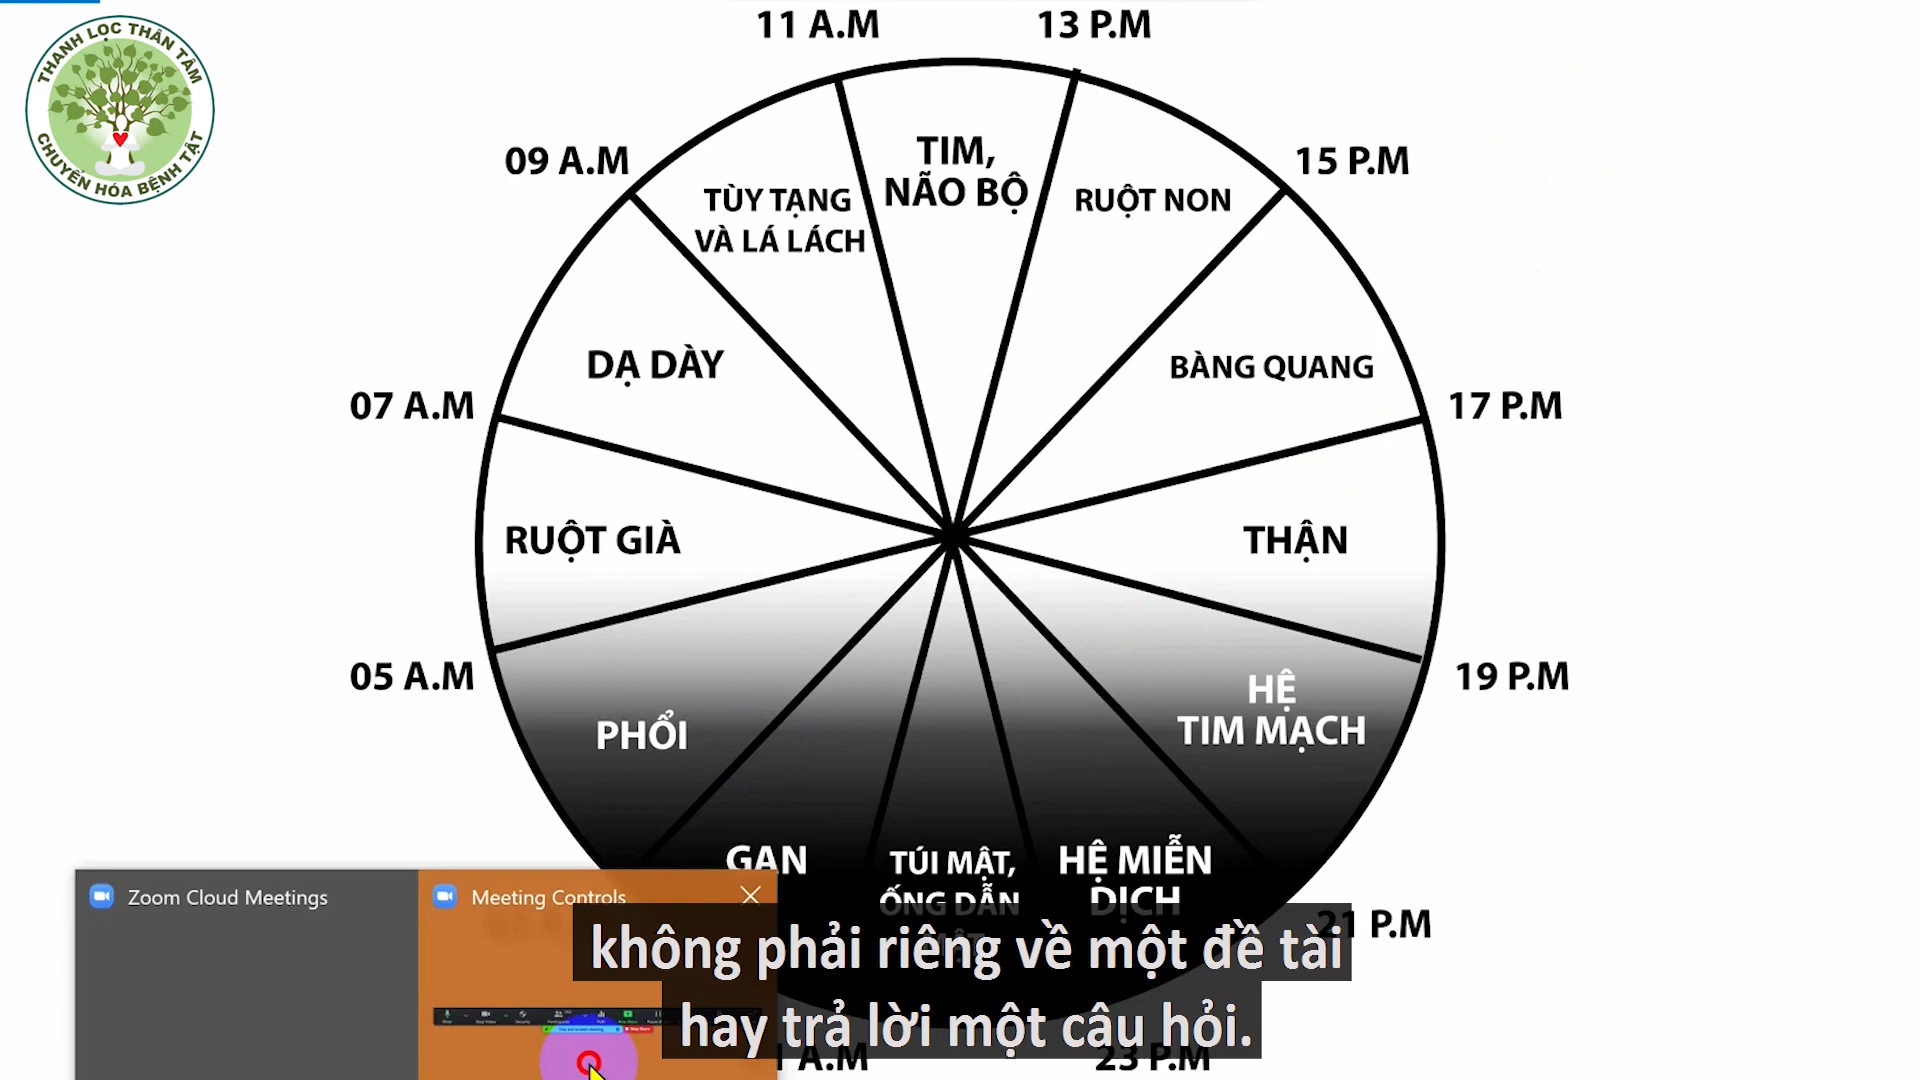 THANH LỌC THÂN TÂM
CHUYỂN HÓA BỆNH TẬT
11 A.M
13 P.M
09 A.M
15 P.M
TIM,
NÃO BỘ
TÙY TẠNG
VÀ LÁ LÁCH
RUỘT NON
DẠ DÀY
BÀNG QUANG
07 A.M
17 P.M
RUỘT GIÀ
THẬN
05 A.M
19 P.M
PHỔI
HỆ
TIM MẠCH
GAN
TÚI MẬT,
ỐNG DẪN
HỆ MIỄN
DỊCH
21 P.M
Zoom Cloud Meetings
Meeting Controls
không phải riêng về một đề tài
hay trả lời một câu hỏi.
A.M
23 P.M